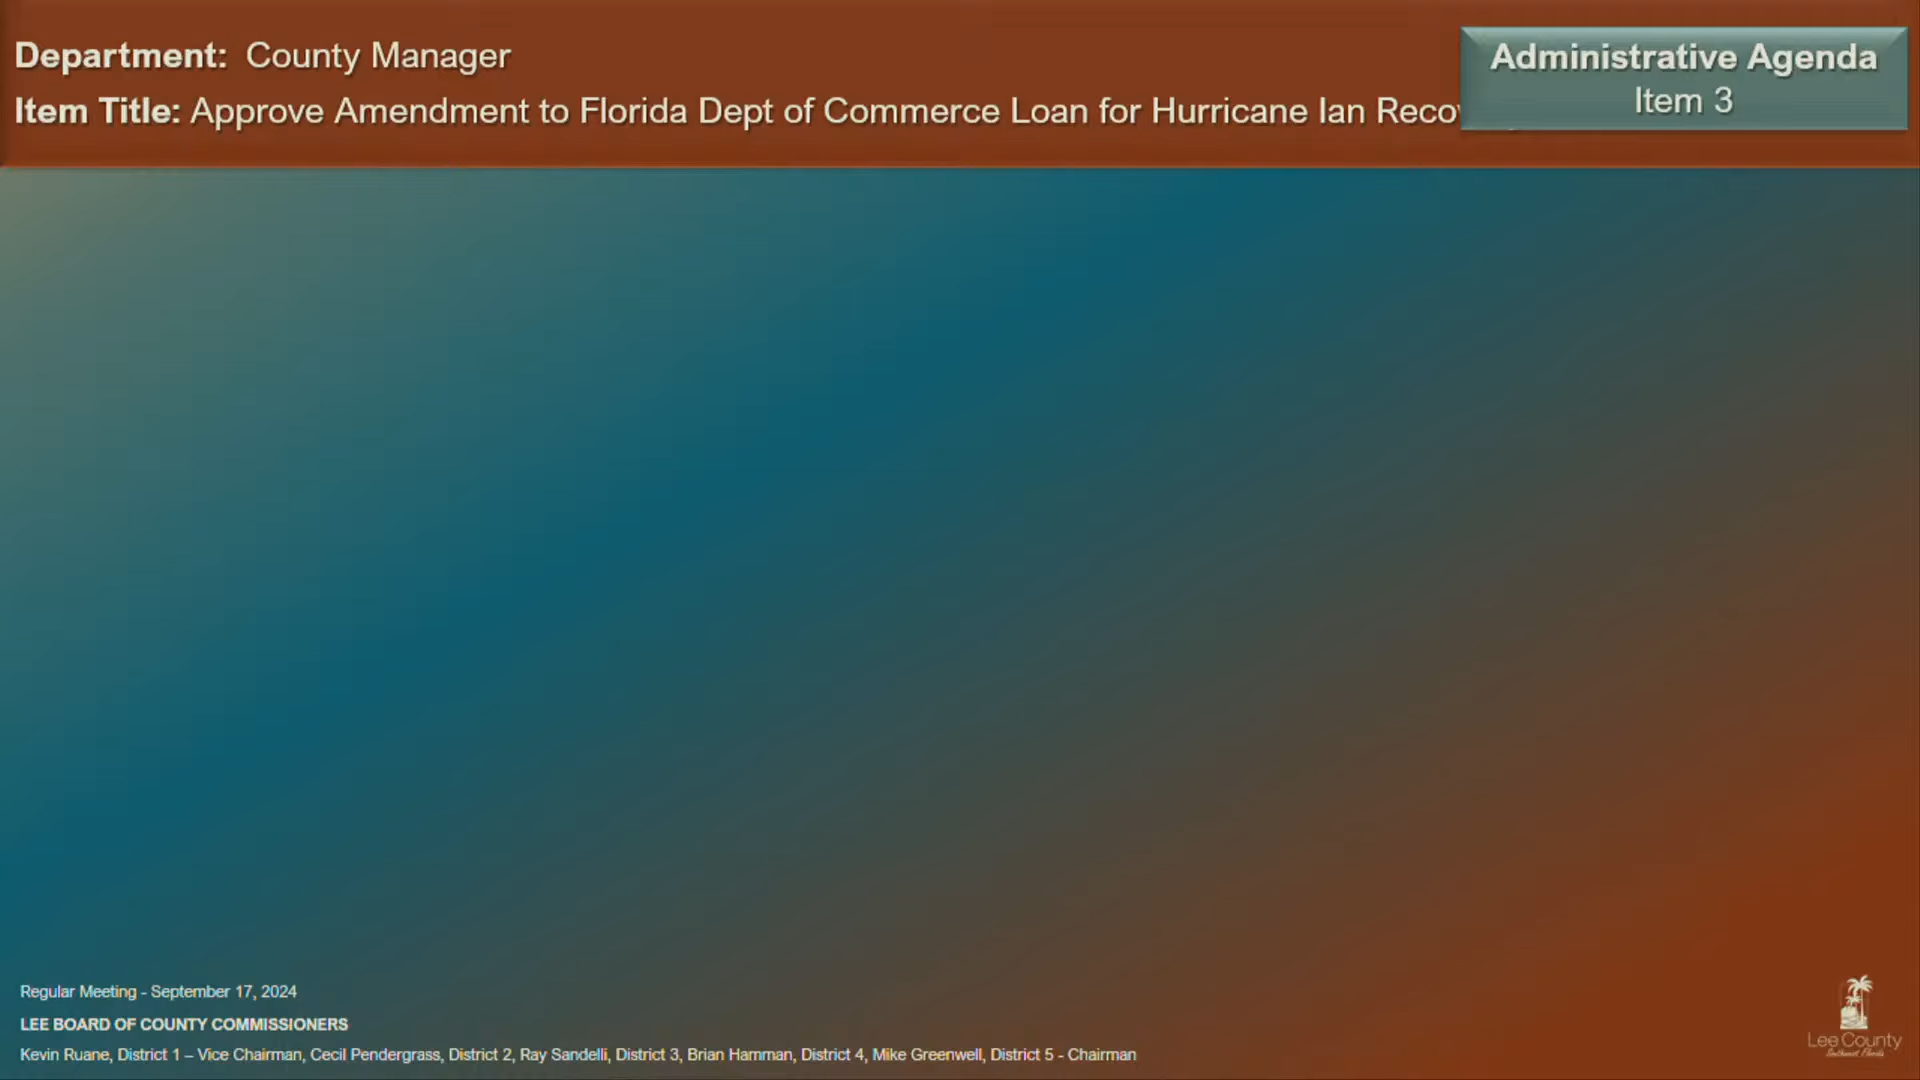 Department: County Manager
Item Title: Approve Amendment to Florida Dept of Commerce Loan for Hurricane Ian Reco
Administrative Agenda
Item 3
Regular Meeting - September 17, 2024
LEE BOARD OF COUNTY COMMISSIONERS
Kevin Ruane, District 1 – Vice Chairman, Cecil Pendergrass, District 2, Ray Sandelli, District 3, Brian Hamman, District 4, Mike Greenwell, District 5 - Chairman
Lee County
Southwest Florida